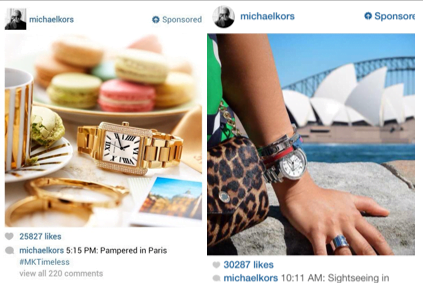 michaelkors
Sponsored
25827 likes
michaelkors 5:15 PM: Pampered in Paris
#MKTimeless
view all 220 comments
michaelkors
Sponsore
30287 likes
michaelkors 10:11 AM: Sightseeing in